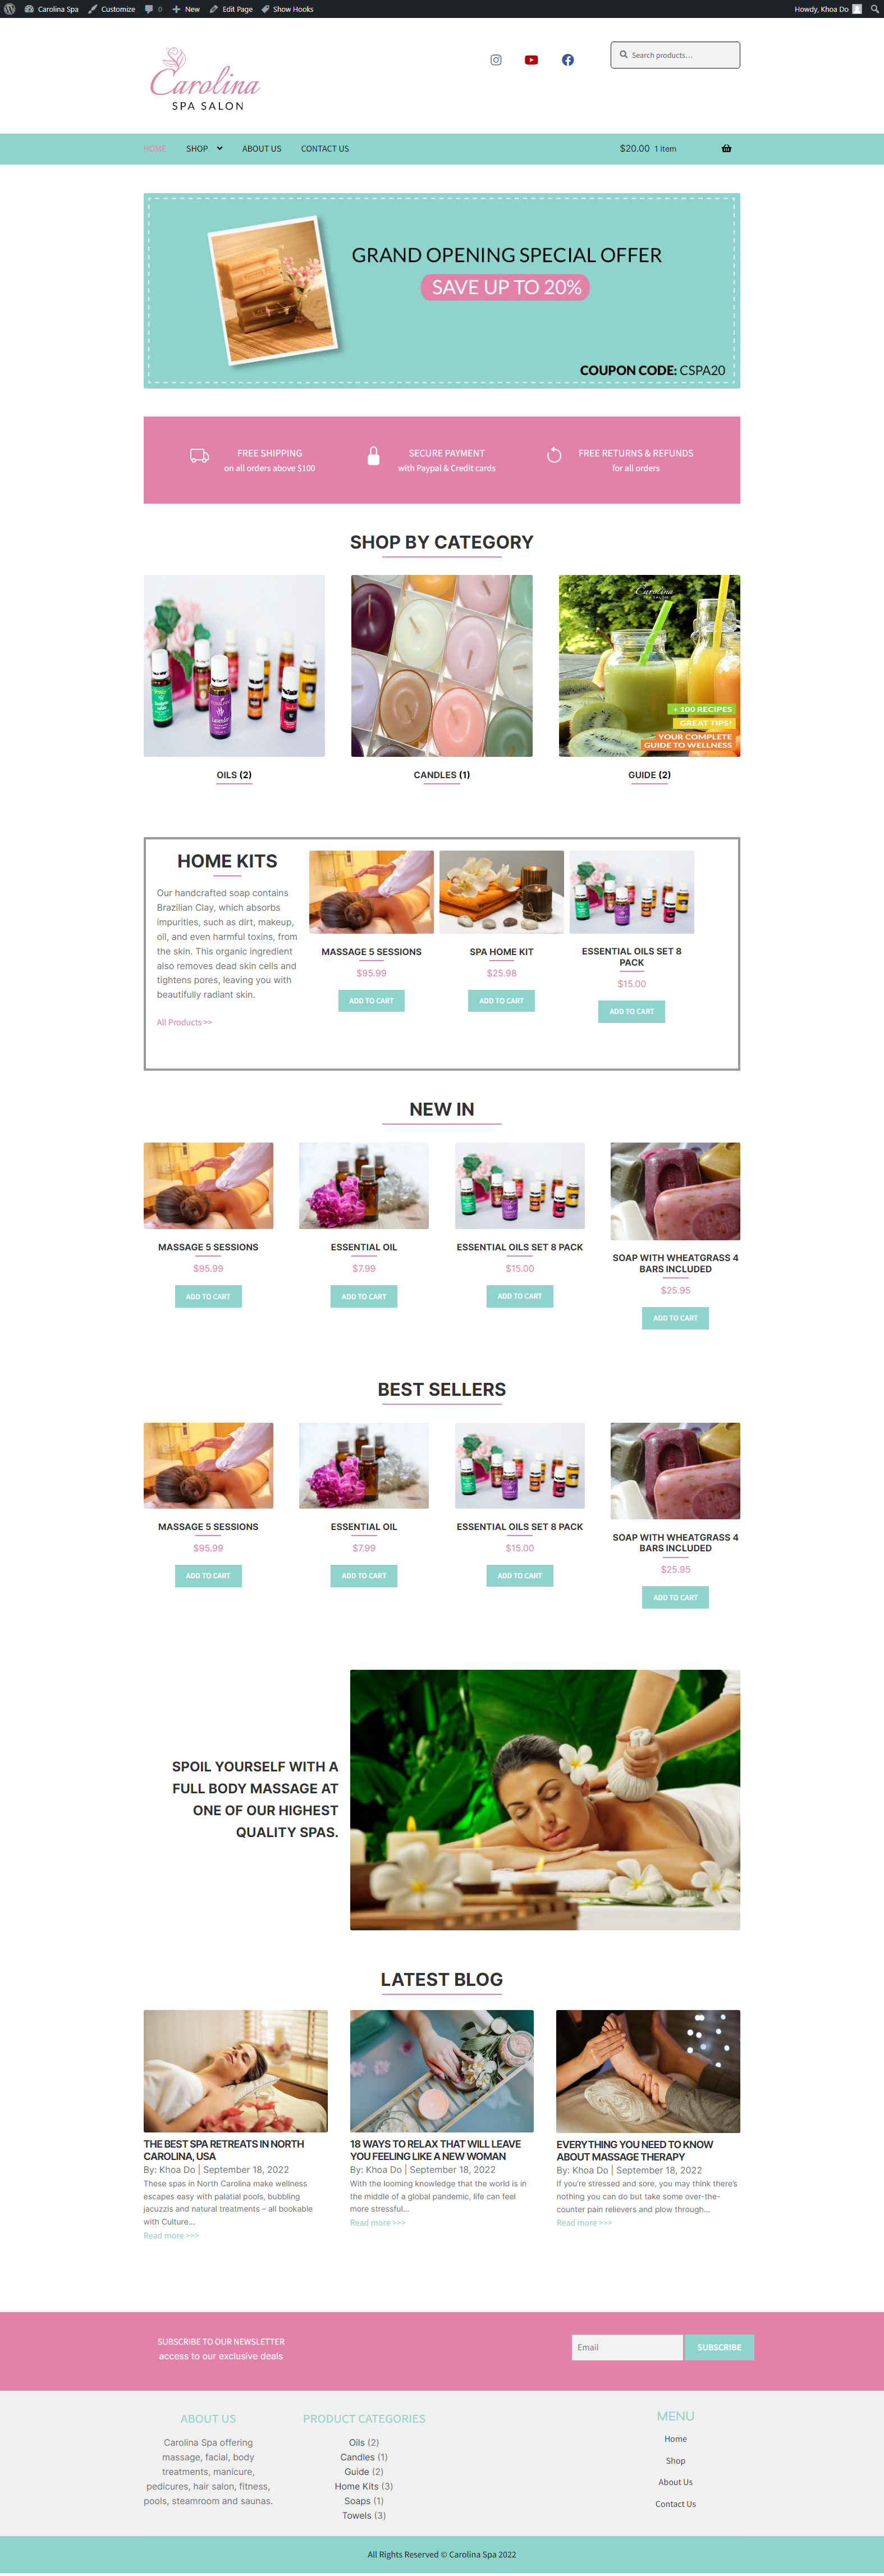 Carolina Spa
Customize
0
New
Edit Page
Show Hooks
Howdy, Khoa Do
Carolina
SPA SALON
Search products…
HOME
SHOP
ABOUT US
CONTACT US
$20.00 1 item
GRAND OPENING SPECIAL OFFER
SAVE UP TO 20%
COUPON CODE: CSPA20
FREE SHIPPING
on all orders above $100
SECURE PAYMENT
with Paypal & Credit cards
FREE RETURNS & REFUNDS
for all orders
SHOP BY CATEGORY
Lavender
Carolina
SPA SALON
+ 100 RECIPES
GREAT TIPS!
YOUR COMPLETE
GUIDE TO WELLNESS
OILS (2)
CANDLES (1)
GUIDE (2)
HOME KITS
Our handcrafted soap contains
Brazilian Clay, which absorbs
impurities, such as dirt, makeup,
oil, and even harmful toxins, from
the skin. This organic ingredient
also removes dead skin cells and
tightens pores, leaving you with
beautifully radiant skin.
All Products >>
MASSAGE 5 SESSIONS
$95.99
ADD TO CART
SPA HOME KIT
$25.98
ADD TO CART
ESSENTIAL OILS SET 8
PACK
$15.00
ADD TO CART
NEW IN
MASSAGE 5 SESSIONS
$95.99
ADD TO CART
ESSENTIAL OIL
$7.99
ADD TO CART
ESSENTIAL OILS SET 8 PACK
$15.00
ADD TO CART
SOAP WITH WHEATGRASS 4
BARS INCLUDED
$25.95
ADD TO CART
BEST SELLERS
MASSAGE 5 SESSIONS
$95.99
ADD TO CART
ESSENTIAL OIL
$7.99
ADD TO CART
ESSENTIAL OILS SET 8 PACK
$15.00
ADD TO CART
SOAP WITH WHEATGRASS 4
BARS INCLUDED
$25.95
ADD TO CART
SPOIL YOURSELF WITH A
FULL BODY MASSAGE AT
ONE OF OUR HIGHEST
QUALITY SPAS.
LATEST BLOG
THE BEST SPA RETREATS IN NORTH
CAROLINA, USA
By: Khoa Do | September 18, 2022
These spas in North Carolina make wellness
escapes easy with palatial pools, bubbling
jacuzzis and natural treatments – all bookable
with Culture...
Read more >>>
18 WAYS TO RELAX THAT WILL LEAVE
YOU FEELING LIKE A NEW WOMAN
By: Khoa Do | September 18, 2022
With the looming knowledge that the world is in
the middle of a global pandemic, life can feel
more stressful...
Read more >>>
EVERYTHING YOU NEED TO KNOW
ABOUT MASSAGE THERAPY
By: Khoa Do | September 18, 2022
If you're stressed and sore, you may think there's
nothing you can do but take some over-the-
counter pain relievers and plow through...
Read more >>>
SUBSCRIBE TO OUR NEWSLETTER
access to our exclusive deals
Email
SUBSCRIBE
ABOUT US
Carolina Spa offering
massage, facial, body
treatments, manicure,
pedicures, hair salon, fitness,
pools, steamroom and saunas.
PRODUCT CATEGORIES
Oils (2)
Candles (1)
Guide (2)
Home Kits (3)
Soaps (1)
Towels (3)
MENU
Home
Shop
About Us
Contact Us
All Rights Reserved © Carolina Spa 2022